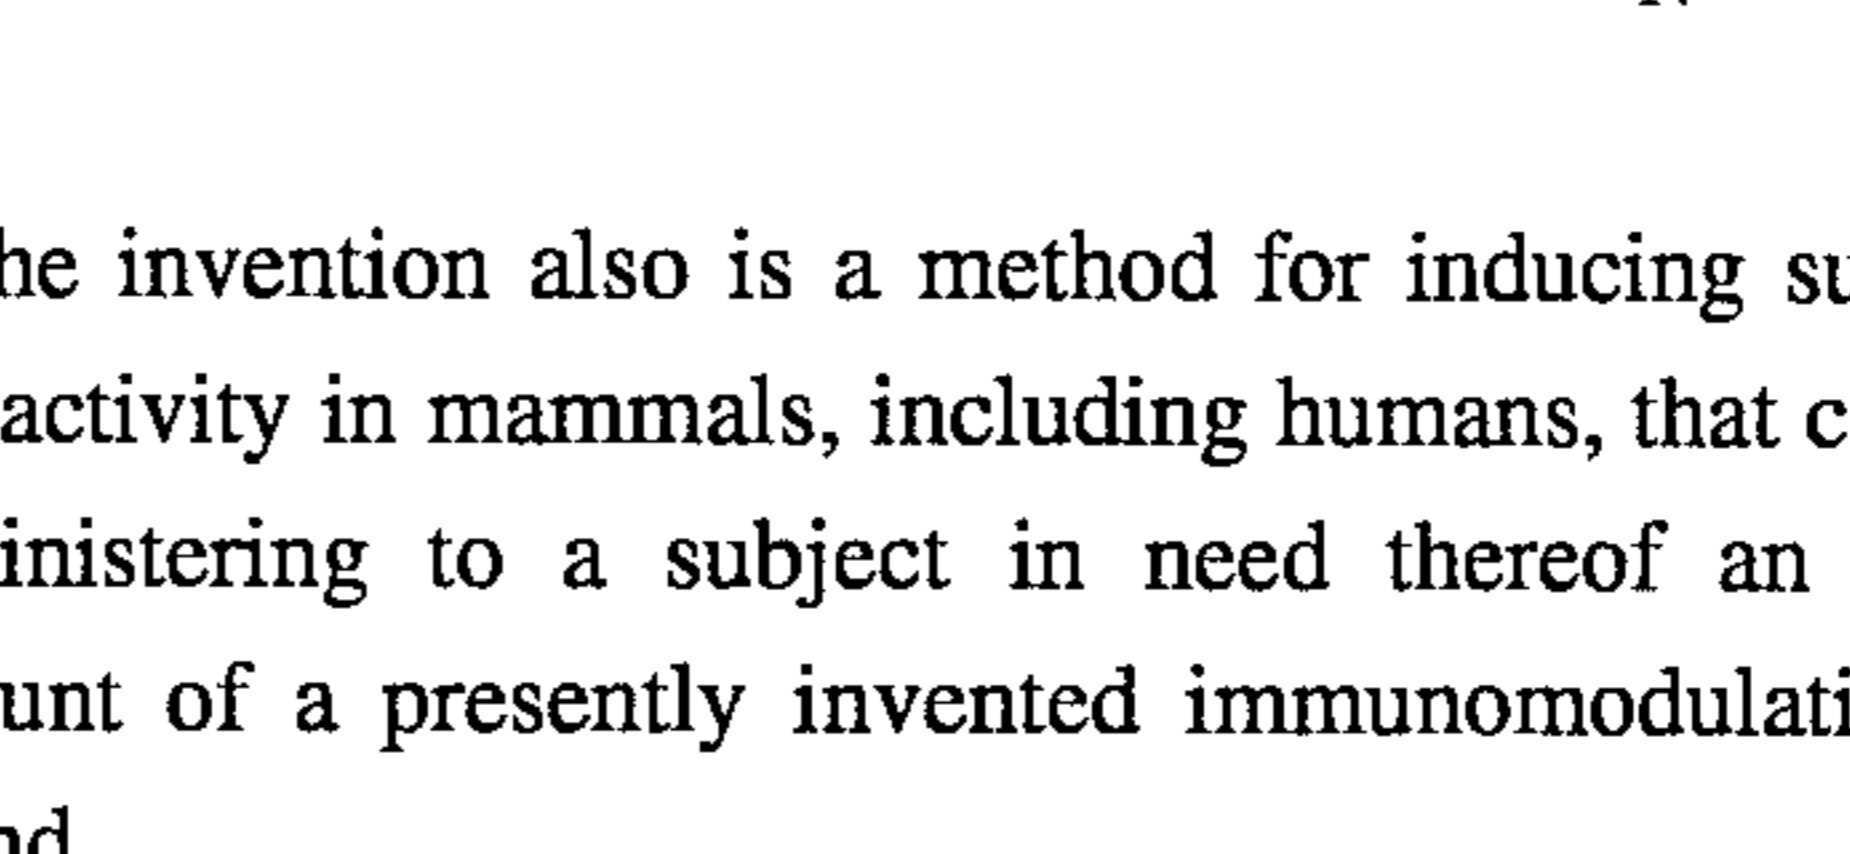 he invention also is a method for inducing su
activity in mammals, including humans, that c
inistering to a subject in need thereof an
unt of a presently invented immunomodulati
nd